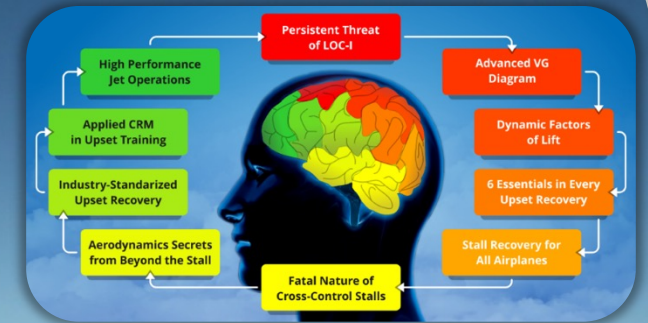 Persistent Threat
of LOC-I
Advanced VG
Diagram
Dynamic Factors
of Lift
6 Essentials in Every
Upset Recovery
Stall Recovery for
All Airplanes
Fatal Nature of
Cross-Control Stalls
Aerodynamics Secrets
from Beyond the Stall
Industry-Standarized
Upset Recovery
Applied CRM
in Upset Training
High Performance
Jet Operations